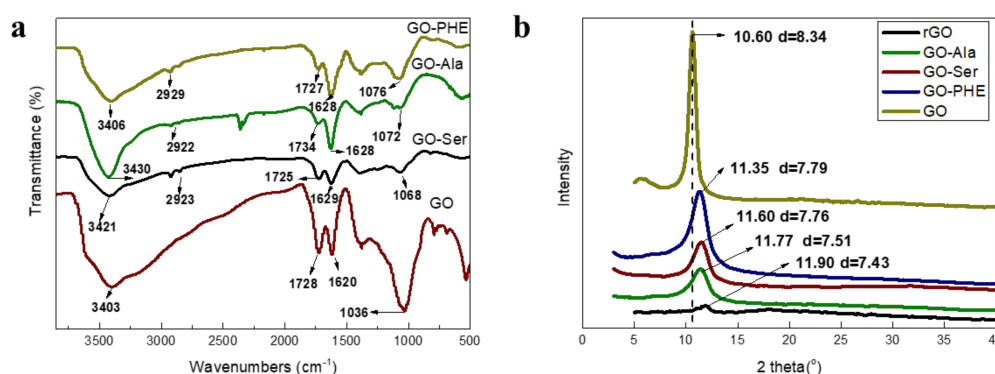 a
GO-PHE
GO-Ala
2929
1727
1076
3406
1628
GO-Ser
2922
1734
1072
3430
1628
GO
2923
1725
1629
1068
3421
1728
1620
3403
1036
Transmittance (%)
3500 3000 2500 2000 1500 1000 500
Wavenumbers (cm⁻¹)
b
rGO
GO-Ala
GO-Ser
GO-PHE
GO
10.60 d=8.34
11.35 d=7.79
11.60 d=7.76
11.77 d=7.51
11.90 d=7.43
Intensity
0 5 10 15 20 25 30 35 40
2 theta(°)